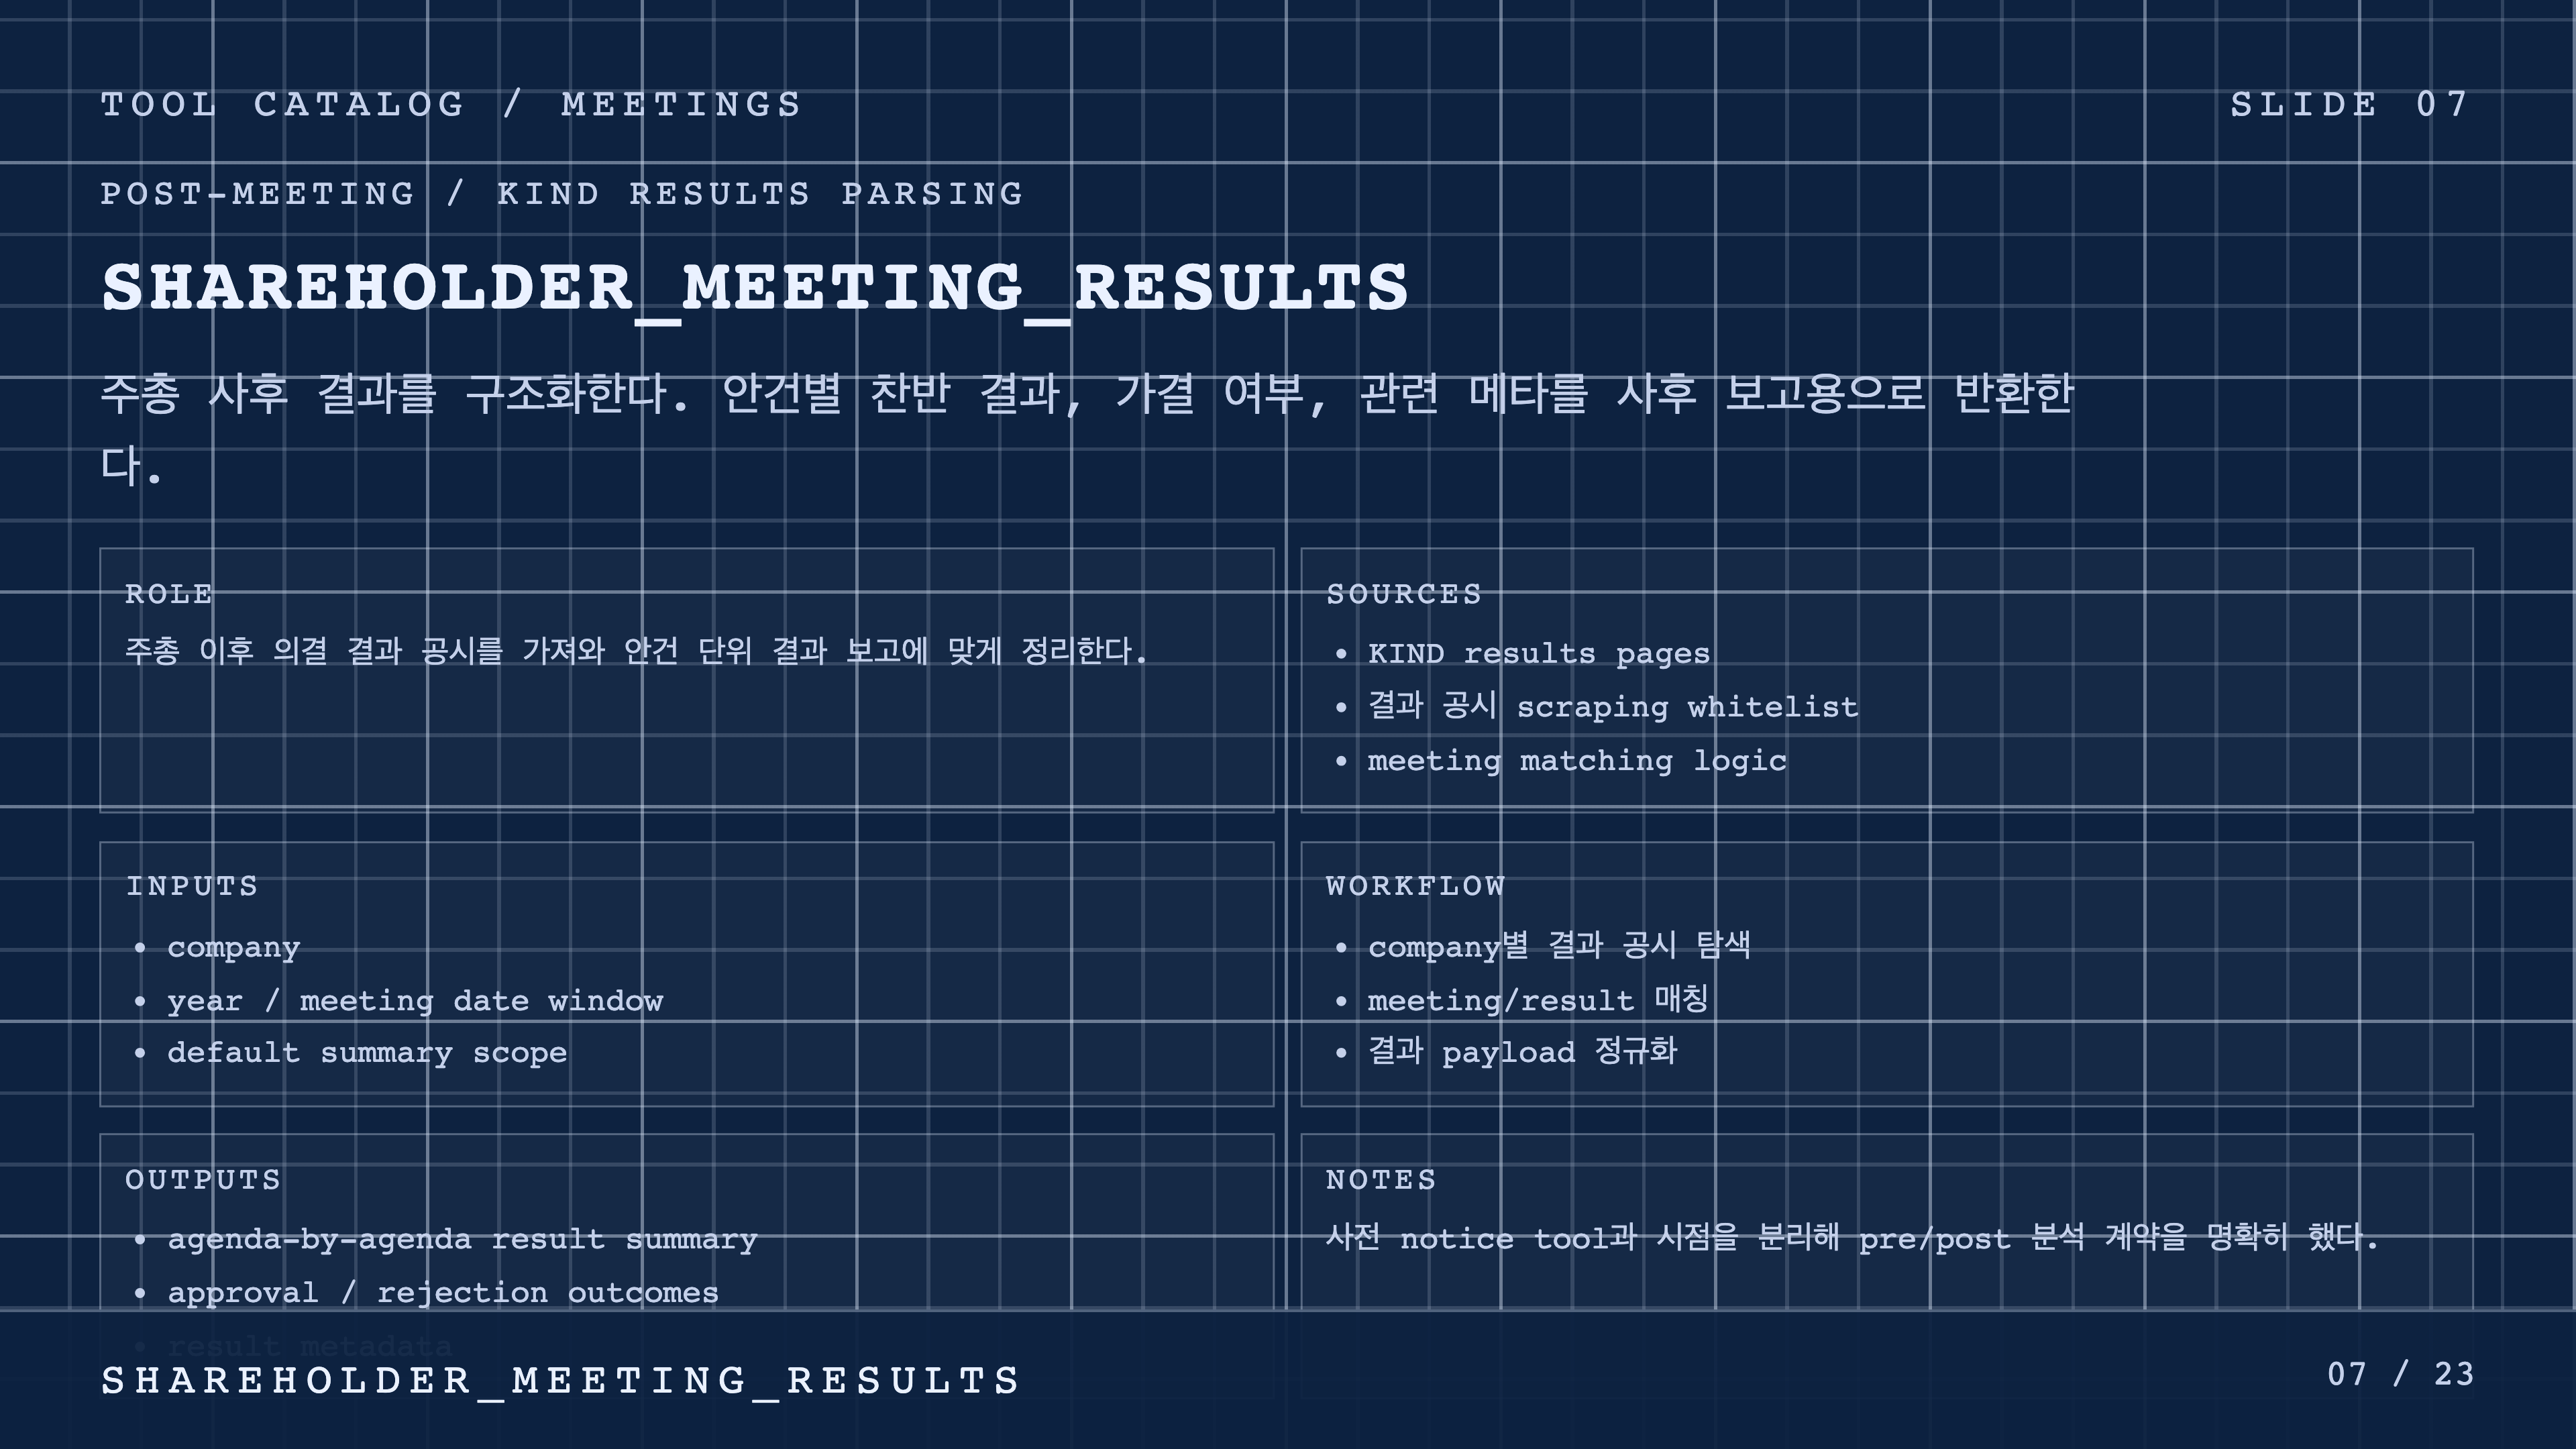 TOOL CATALOG / MEETINGS
SLIDE 07
POST-MEETING / KIND RESULTS PARSING
SHAREHOLDER_MEETING_RESULTS
주총 사후 결과를 구조화한다. 안건별 찬반 결과, 가결 여부, 관련 메타를 사후 보고용으로 반환한
다.
ROLE
주총 이후 의결 결과 공시를 가져와 안건 단위 결과 보고에 맞게 정리한다.
SOURCES
• KIND results pages
• 결과 공시 scraping whitelist
• meeting matching logic
INPUTS
• company
• year / meeting date window
• default summary scope
WORKFLOW
• company별 결과 공시 탐색
• meeting/result 매칭
• 결과 payload 정규화
OUTPUTS
• agenda-by-agenda result summary
• approval / rejection outcomes
• result metadata
NOTES
사전 notice tool과 시점을 분리해 pre/post 분석 계약을 명확히 했다.
SHAREHOLDER_MEETING_RESULTS
07 / 23